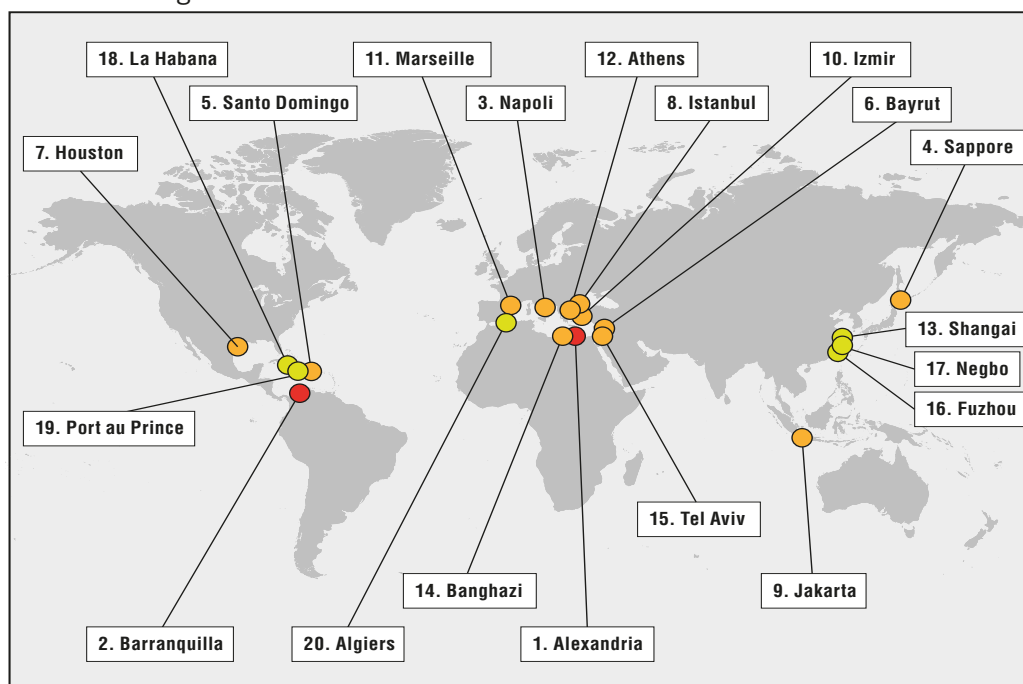 18. La Habana
11. Marseille
12. Athens
10. Izmir
5. Santo Domingo
3. Napoli
8. Istanbul
6. Bayrut
7. Houston
4. Sappore
13. Shangai
17. Negbo
19. Port au Prince
16. Fuzhou
15. Tel Aviv
14. Banghazi
9. Jakarta
2. Barranquilla
20. Algiers
1. Alexandria